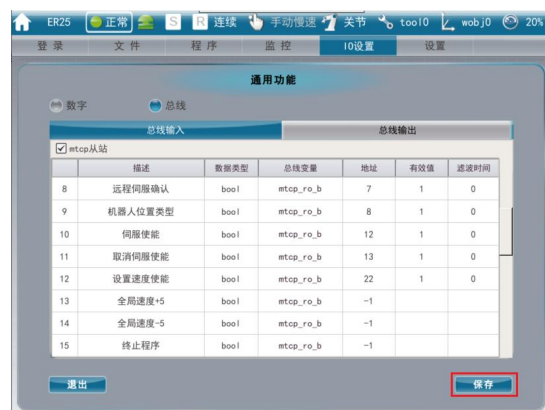 ER25 正常 S R 连续 手动慢速 关节 tool0 wobj0 20%
登录 文件 程序 监控 IO设置 设置
通用功能
数字 总线
总线输入 总线输出
mtcp从站
描述 数据类型 总线变量 地址 有效值 滤波时间
8 远程伺服确认 bool mtcp_ro_b 7 1 0
9 机器人位置类型 bool mtcp_ro_b 8 1 0
10 伺服使能 bool mtcp_ro_b 12 1 0
11 取消伺服使能 bool mtcp_ro_b 13 1 0
12 设置速度使能 bool mtcp_ro_b 22 1 0
13 全局速度+5 bool mtcp_ro_b -1
14 全局速度-5 bool mtcp_ro_b -1
15 终止程序 bool mtcp_ro_b -1
退出 保存